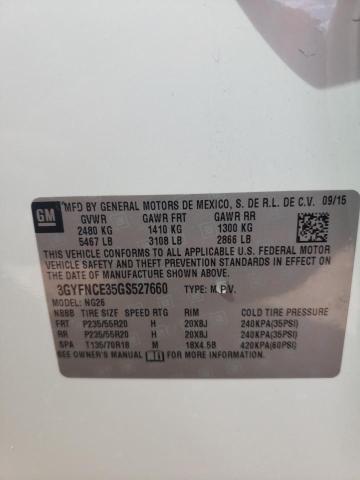 GM
MFD BY GENERAL MOTORS DE MEXICO, S. DE R.L. DE C.V. 09/15
GVWR GAWR FRT GAWR RR
2480 KG 1410 KG 1300 KG
5467 LB 3108 LB 2866 LB
THIS VEHICLE CONFORMS TO ALL APPLICABLE U.S. FEDERAL MOTOR
VEHICLE SAFETY AND THEFT PREVENTION STANDARDS IN
EFFECT ON THE DATE OF MANUFACTURE SHOWN ABOVE.
3GYFNCE35GS527660 TYPE: M.P.V.
MODEL: NG26
NBBB TIRE SIZE SPEED RTG RIM COLD TIRE PRESSURE
FRT P235/55R20 H 20X8J 240KPA(35PSI)
RR P235/55R20 H 20X8J 240KPA(35PSI)
SPA T135/70R18 M 18X4.5B 420KPA(60PSI)
SEE OWNER'S MANUAL FOR ADDITIONAL INFORMATION.